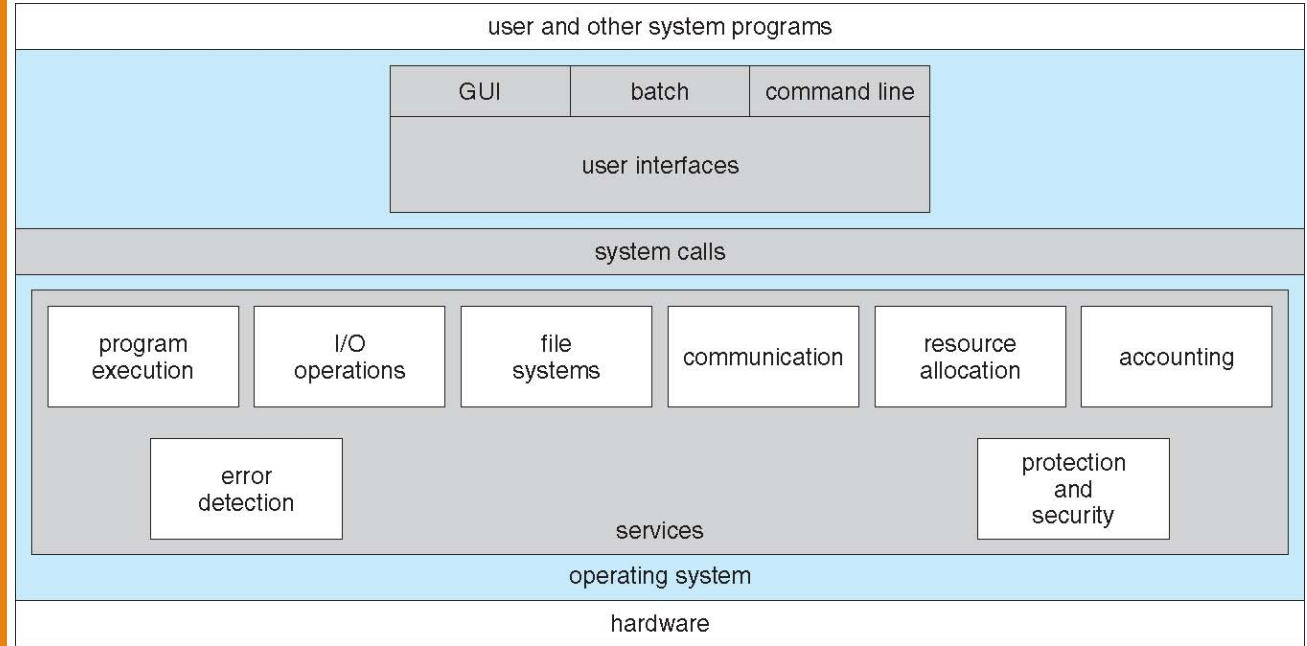 user and other system programs
GUI
batch
command line
user interfaces
system calls
program
execution
I/O
operations
file
systems
communication
resource
allocation
accounting
error
detection
protection
and
security
services
operating system
hardware